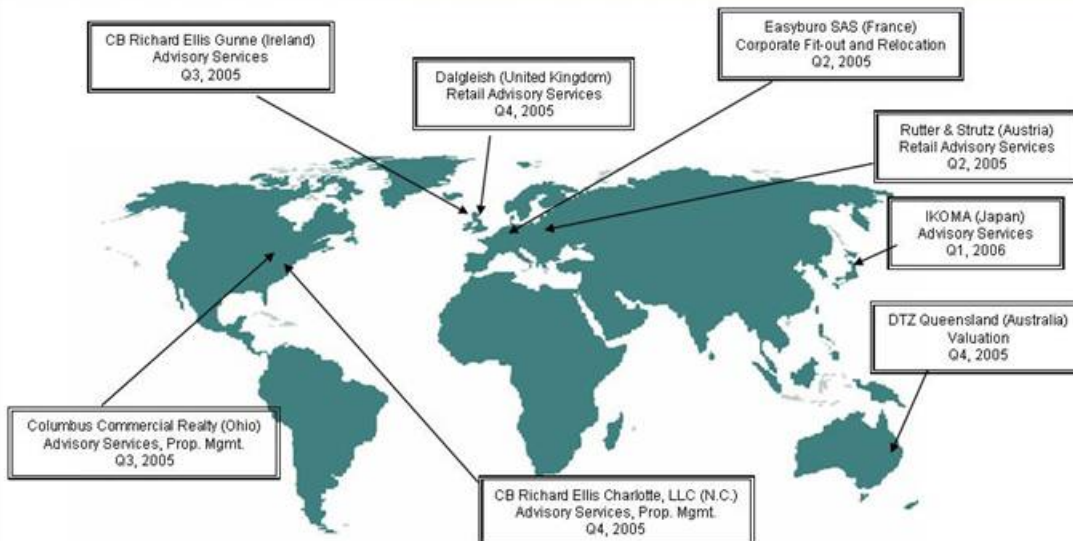 CB Richard Ellis Gunne (Ireland)
Advisory Services
Q3, 2005
Dalgleish (United Kingdom)
Retail Advisory Services
Q4, 2005
Easyburo SAS (France)
Corporate Fit-out and Relocation
Q2, 2005
Rutter & Strutz (Austria)
Retail Advisory Services
Q2, 2005
IKOMA (Japan)
Advisory Services
Q1, 2006
DTZ Queensland (Australia)
Valuation
Q4, 2005
Columbus Commercial Realty (Ohio)
Advisory Services, Prop. Mgmt.
Q3, 2005
CB Richard Ellis Charlotte, LLC (N.C.)
Advisory Services, Prop. Mgmt.
Q4, 2005